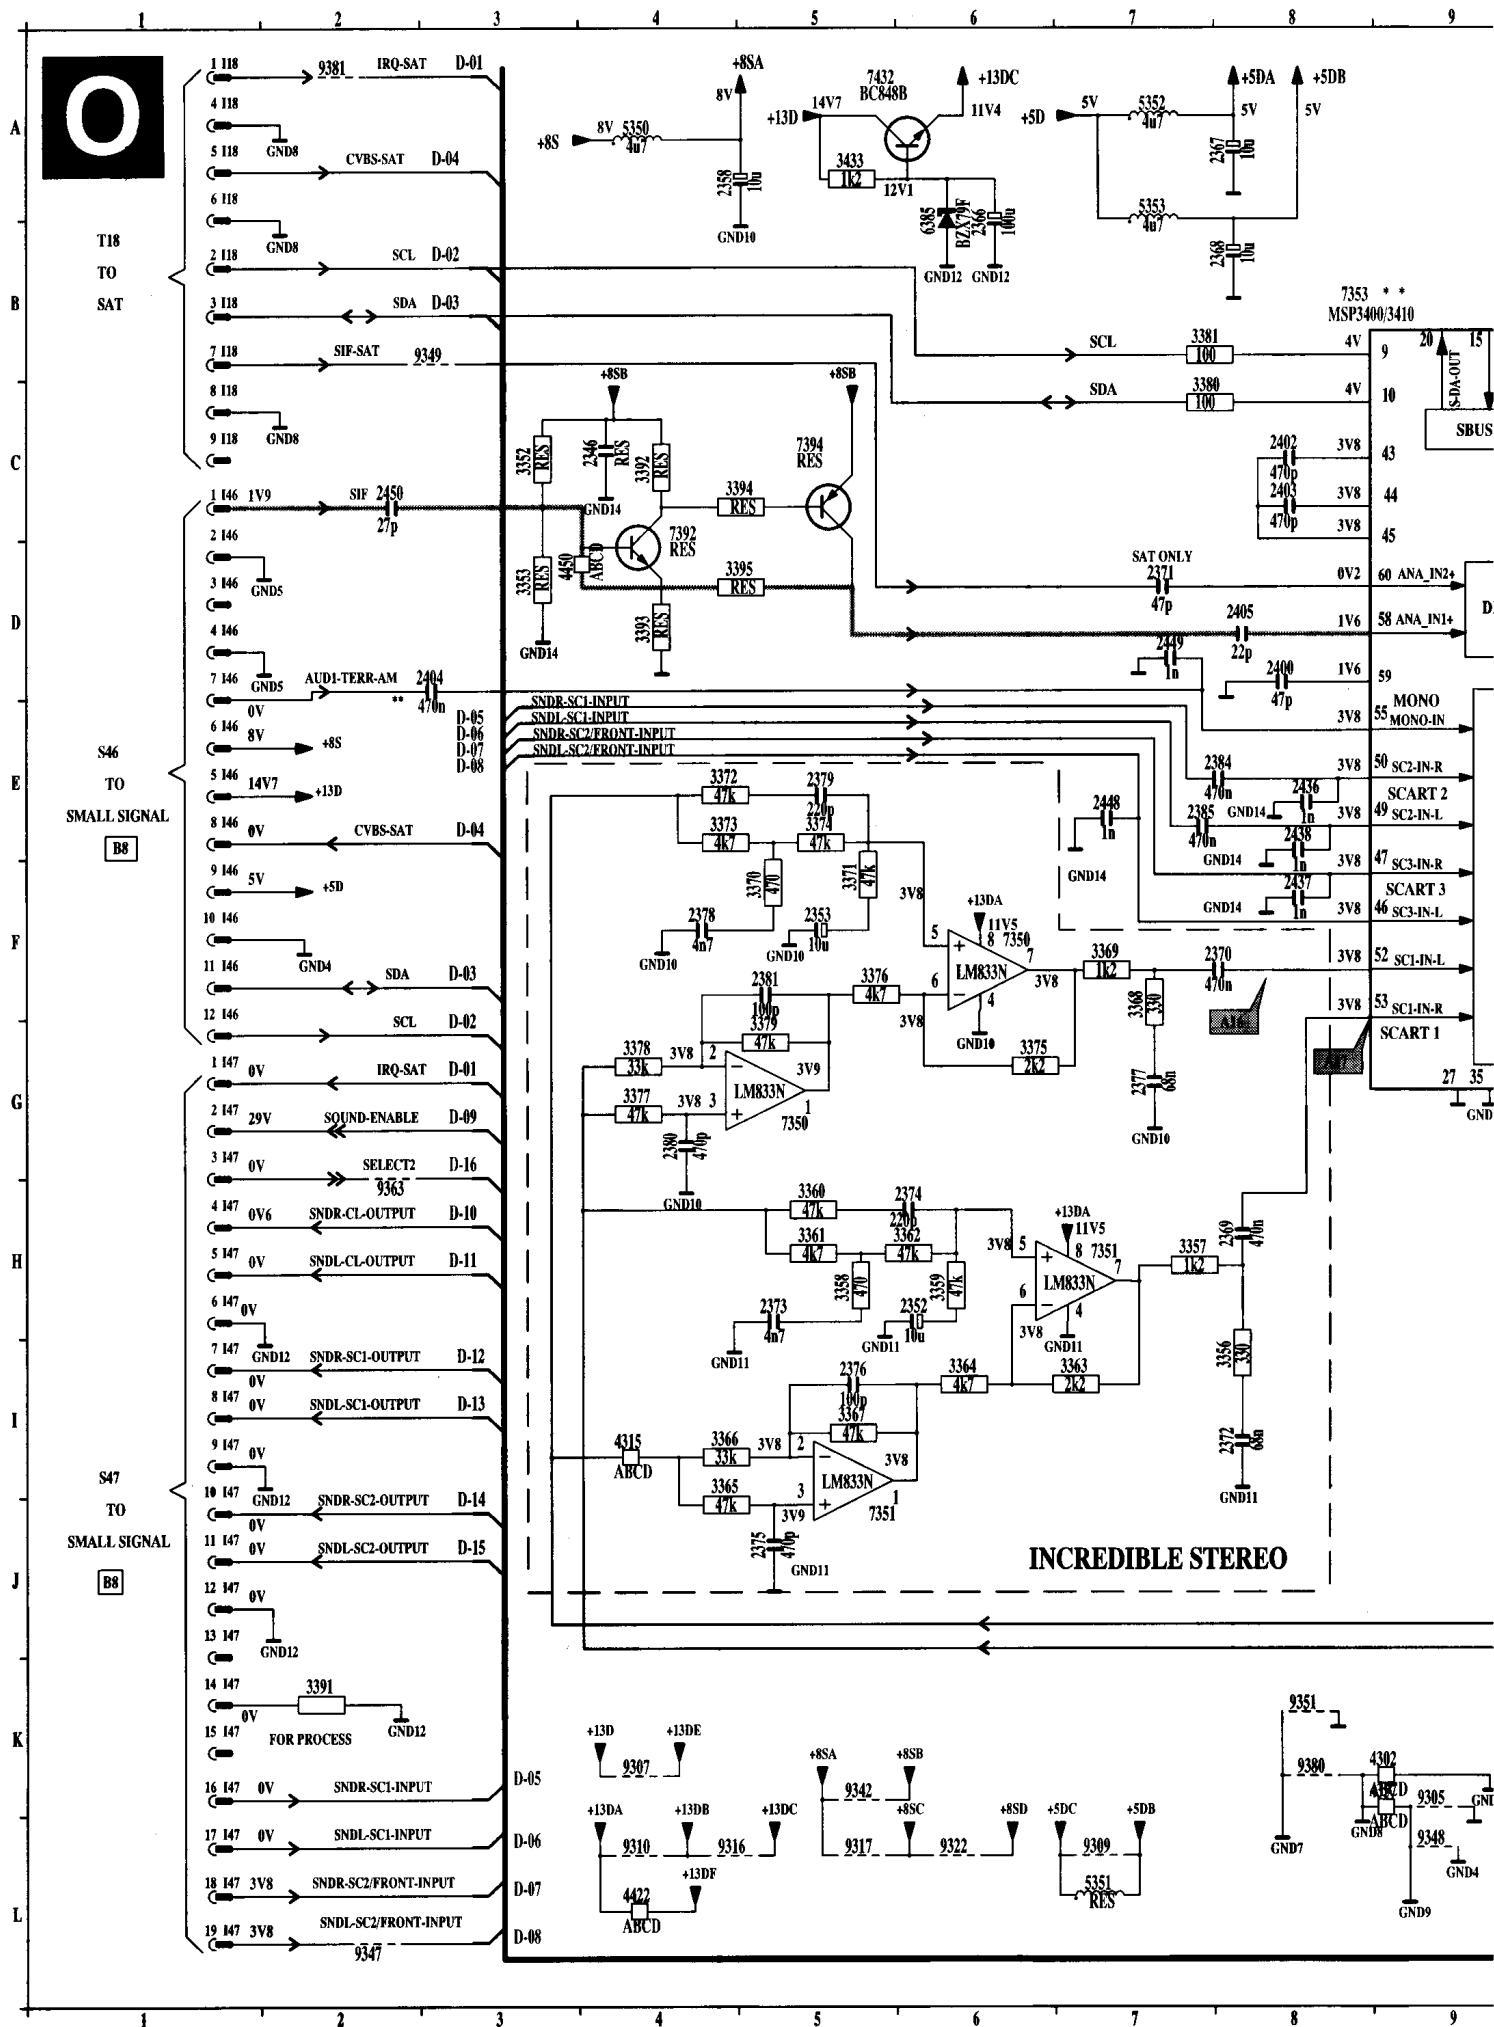 1 2 3 4 5 6 7 8 9
O
A
B
C
D
E
F
G
H
I
J
K
L
T18
TO
SAT
1 I18 9381 IRQ-SAT D-01
4 I18
GND8
5 I18 CVBS-SAT D-04
6 I18
GND8
2 I18 SCL D-02
3 I18 SDA D-03
7 I18 SIF-SAT 9349
8 I18
GND8
9 I18
S46
TO
SMALL SIGNAL
B8
1 I46 1V9 SIF 2450
27p
2 I46
GND5
3 I46
4 I46
GND5
7 I46 AUD1-TERR-AM 2404
0V ** 470n
6 I46 8V +8S
5 I46 14V7 +13D
8 I46 0V CVBS-SAT D-04
9 I46 5V +5D
10 I46
GND4
11 I46 SDA D-03
12 I46 SCL D-02
D-05
D-06
D-07
D-08
S47
TO
SMALL SIGNAL
B8
1 I47 0V IRQ-SAT D-01
2 I47 29V SOUND-ENABLE D-09
3 I47 0V SELECT2 D-16
9363
4 I47 0V6 SNDR-CL-OUTPUT D-10
5 I47 0V SNDL-CL-OUTPUT D-11
6 I47 0V
GND12
7 I47 SNDR-SC1-OUTPUT D-12
0V
8 I47 0V SNDL-SC1-OUTPUT D-13
9 I47 0V
GND12
10 I47 SNDR-SC2-OUTPUT D-14
0V
11 I47 0V SNDL-SC2-OUTPUT D-15
12 I47 0V
GND12
13 I47
14 I47 3391
0V GND12
15 I47 FOR PROCESS
16 I47 0V SNDR-SC1-INPUT D-05
17 I47 0V SNDL-SC1-INPUT D-06
18 I47 3V8 SNDR-SC2/FRONT-INPUT D-07
19 I47 3V8 SNDL-SC2/FRONT-INPUT D-08
9347
+8SA
8V
+8S 8V 5350
4u7
2358 10u
GND10
7432
BC848B
+13DC
+13D 14V7 11V4
3433
1k2
12V1
6385 BZX79F
2366 100u
GND12 GND12
+5DA +5DB
+5D 5V 5352 5V 5V
4u7
2367 10u
5353
4u7
2368 10u
7353 * *
MSP3400/3410
SCL 3381 4V 9
100
SDA 3380 4V 10
100
20 15
S-DA-OUT
SBUS
2402 3V8 43
470p
2403 3V8 44
470p
3V8 45
+8SB +8SB
3352 RES
2346 RES
GND14
3392 RES
3394
RES
7394
RES
7392
RES
4450 ABCD
3353 RES
GND14
3393 RES
3395
RES
SAT ONLY
2371
47p
0V2 60 ANA_IN2+
2405
22p
1V6 58 ANA_IN1+
D
2449
1n
2400
47p
1V6 59
MONO
3V8 55 MONO-IN
SNDR-SC1-INPUT
SNDL-SC1-INPUT
SNDR-SC2/FRONT-INPUT
SNDL-SC2/FRONT-INPUT
2384
470n
3V8 50 SC2-IN-R
SCART 2
2436
1n
GND14
2385
470n
3V8 49 SC2-IN-L
2438
1n
GND14
3V8 47 SC3-IN-R
SCART 3
2437
1n
GND14
3V8 46 SC3-IN-L
2448
1n
GND14
3V8 52 SC1-IN-L
3V8 53 SC1-IN-R
SCART 1
27 35
GND
3372
47k
2379
220p
3373
4k7
3374
47k
3370 470
3371 47k
2378
4n7
2353
10u
GND10 GND10
3V8
+13DA
11V5
5 8 7350
LM833N 7
6 4
3V8 3V8
GND10
3369
1k2
2370
470n
3368 330
A16
A17
2377 68n
GND10
2381
100p
3376
4k7
3379
47k
3375
2k2
3378
33k
3V8 2
3V9
LM833N
3377
47k
3V8 3
1
7350
2380 470p
GND10
3360
47k
2374
220p
3361
4k7
3362
47k
3358 470
3359 47k
2373
4n7
2352
10u
GND11 GND11
+13DA
11V5
3V8 5 8 7351
LM833N 7
6 4
3V8
GND11
3357
1k2
2369 470n
3356 330
2372 68n
GND11
2376
100p
3364
4k7
3363
2k2
3367
47k
4315
ABCD
3366
33k
3V8 2
3V8
LM833N
3365
47k
3
3V9
1
7351
2375 470p
GND11
INCREDIBLE STEREO
+13D +13DE
9307
+13DA +13DB +13DC
9310 9316
+13DF
4422
ABCD
+8SA +8SB
9342
+8SC +8SD
9317 9322
+5DC +5DB
9309
5351
RES
9351
9380
4302
ABCD
ABCD
GND8
9305
9348
GND7
GND4
GND9
1 2 3 4 5 6 7 8 9